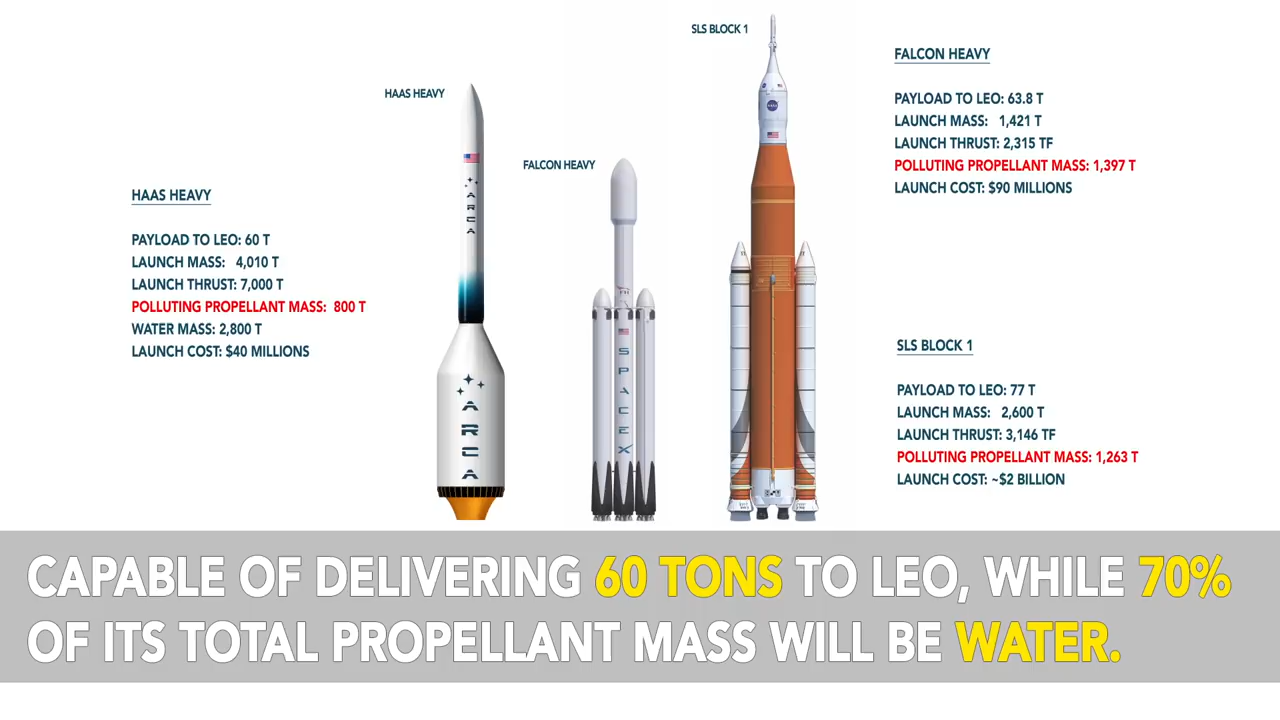 HAAS HEAVY
PAYLOAD TO LEO: 60 T
LAUNCH MASS: 4,010 T
LAUNCH THRUST: 7,000 T
POLLUTING PROPELLANT MASS: 800 T
WATER MASS: 2,800 T
LAUNCH COST: $40 MILLIONS
HAAS HEAVY
ARCA
ARCA
FALCON HEAVY
FH
SPACEX
SLS BLOCK 1
NASA
FALCON HEAVY
PAYLOAD TO LEO: 63.8 T
LAUNCH MASS: 1,421 T
LAUNCH THRUST: 2,315 TF
POLLUTING PROPELLANT MASS: 1,397 T
LAUNCH COST: $90 MILLIONS
SLS BLOCK 1
PAYLOAD TO LEO: 77 T
LAUNCH MASS: 2,600 T
LAUNCH THRUST: 3,146 TF
POLLUTING PROPELLANT MASS: 1,263 T
LAUNCH COST: ~$2 BILLION
CAPABLE OF DELIVERING 60 TONS TO LEO, WHILE 70%
OF ITS TOTAL PROPELLANT MASS WILL BE WATER.